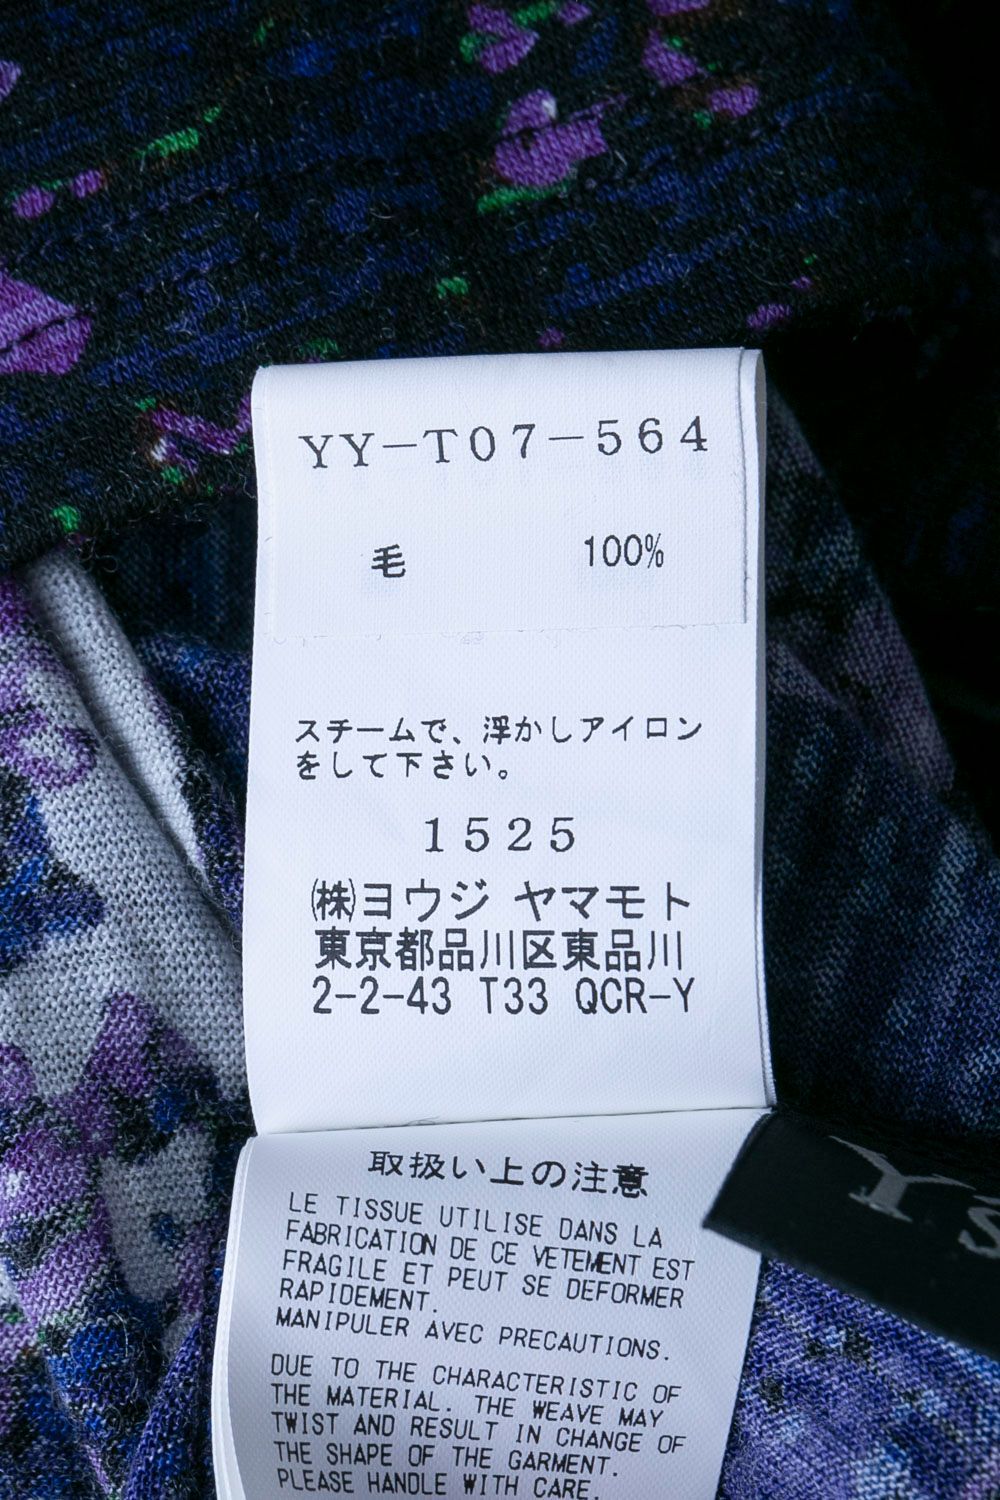 YY-T07-564
毛 100%
スチームで、浮かしアイロン
をして下さい。
1525
㈱ヨウジ ヤマモト
東京都品川区東品川
2-2-43 T33 QCR-Y
取扱い上の注意
LE TISSUE UTILISE DANS LA
FABRICATION DE CE VETEMENT EST
FRAGILE ET PEUT SE DEFORMER
RAPIDEMENT.
MANIPULER AVEC PRECAUTIONS.
DUE TO THE CHARACTERISTIC OF
THE MATERIAL. THE WEAVE MAY
TWIST AND RESULT IN CHANGE OF
THE SHAPE OF THE GARMENT.
PLEASE HANDLE WITH CARE.